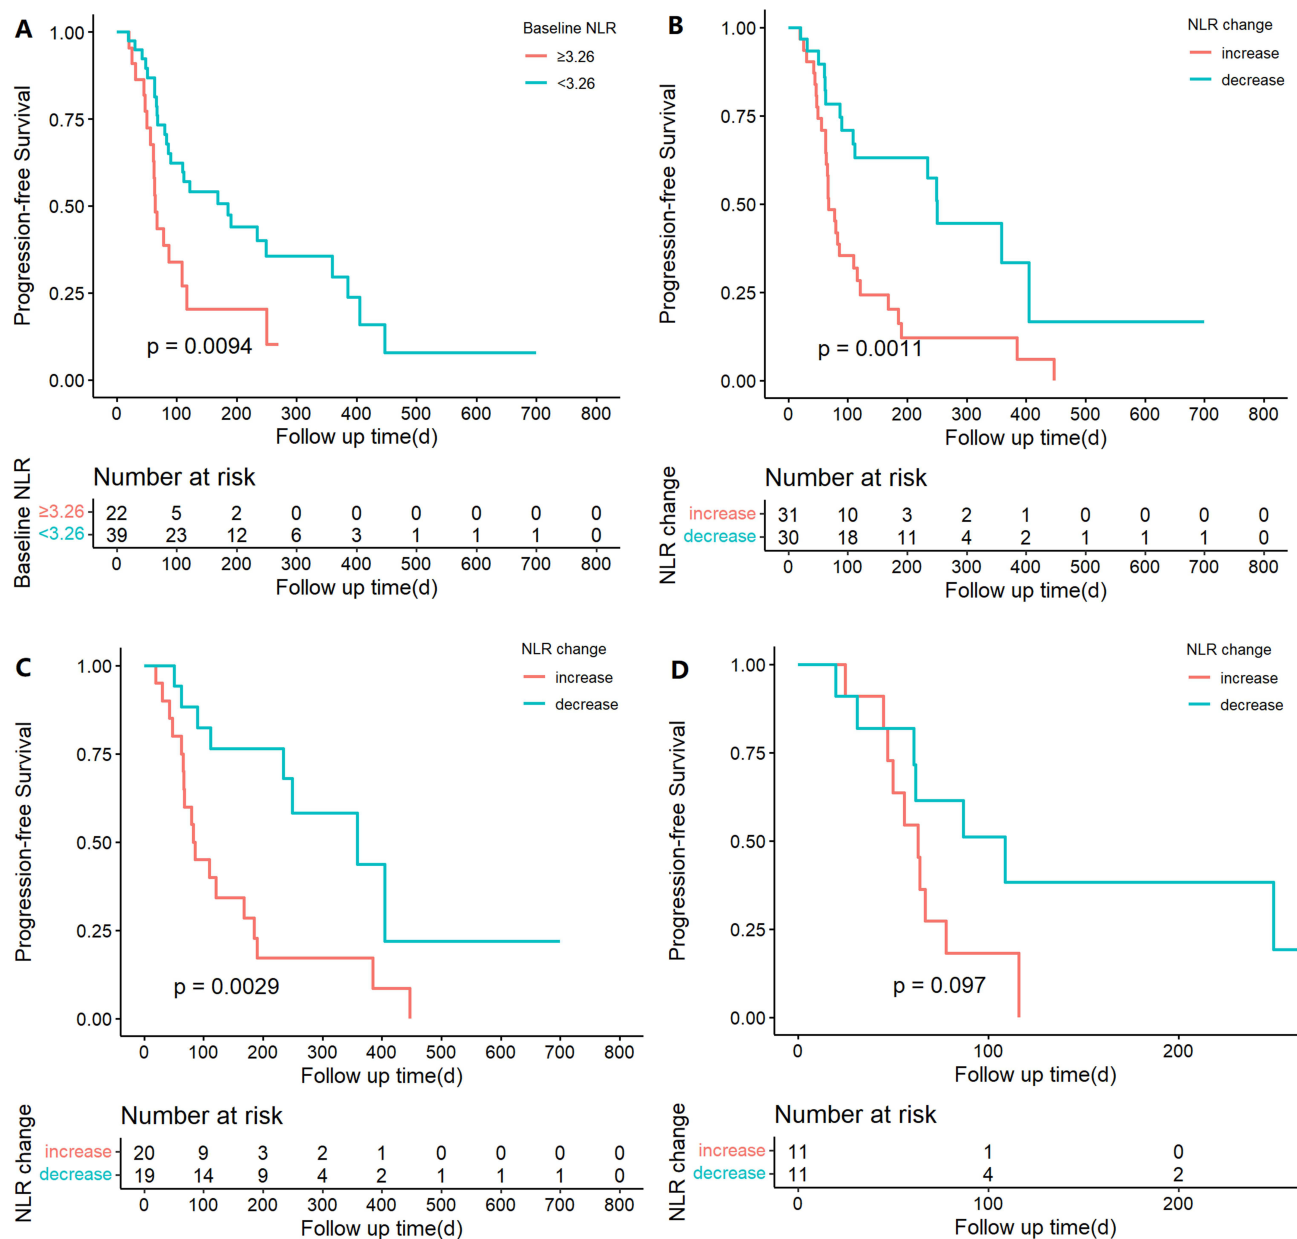 A
Baseline NLR
≥3.26
<3.26
Progression-free Survival
1.00
0.75
0.50
0.25
0.00
p = 0.0094
0 100 200 300 400 500 600 700 800
Follow up time(d)
Number at risk
Baseline NLR
≥3.26 22 5 2 0 0 0 0 0 0
<3.26 39 23 12 6 3 1 1 1 0
0 100 200 300 400 500 600 700 800
Follow up time(d)
B
NLR change
increase
decrease
Progression-free Survival
1.00
0.75
0.50
0.25
0.00
p = 0.0011
0 100 200 300 400 500 600 700 800
Follow up time(d)
Number at risk
NLR change
increase 31 10 3 2 1 0 0 0 0
decrease 30 18 11 4 2 1 1 1 0
0 100 200 300 400 500 600 700 800
Follow up time(d)
C
NLR change
increase
decrease
Progression-free Survival
1.00
0.75
0.50
0.25
0.00
p = 0.0029
0 100 200 300 400 500 600 700 800
Follow up time(d)
Number at risk
NLR change
increase 20 9 3 2 1 0 0 0 0
decrease 19 14 9 4 2 1 1 1 0
0 100 200 300 400 500 600 700 800
Follow up time(d)
D
NLR change
increase
decrease
Progression-free Survival
1.00
0.75
0.50
0.25
0.00
p = 0.097
0 100 200
Follow up time(d)
Number at risk
NLR change
increase 11 1 0
decrease 11 4 2
0 100 200
Follow up time(d)